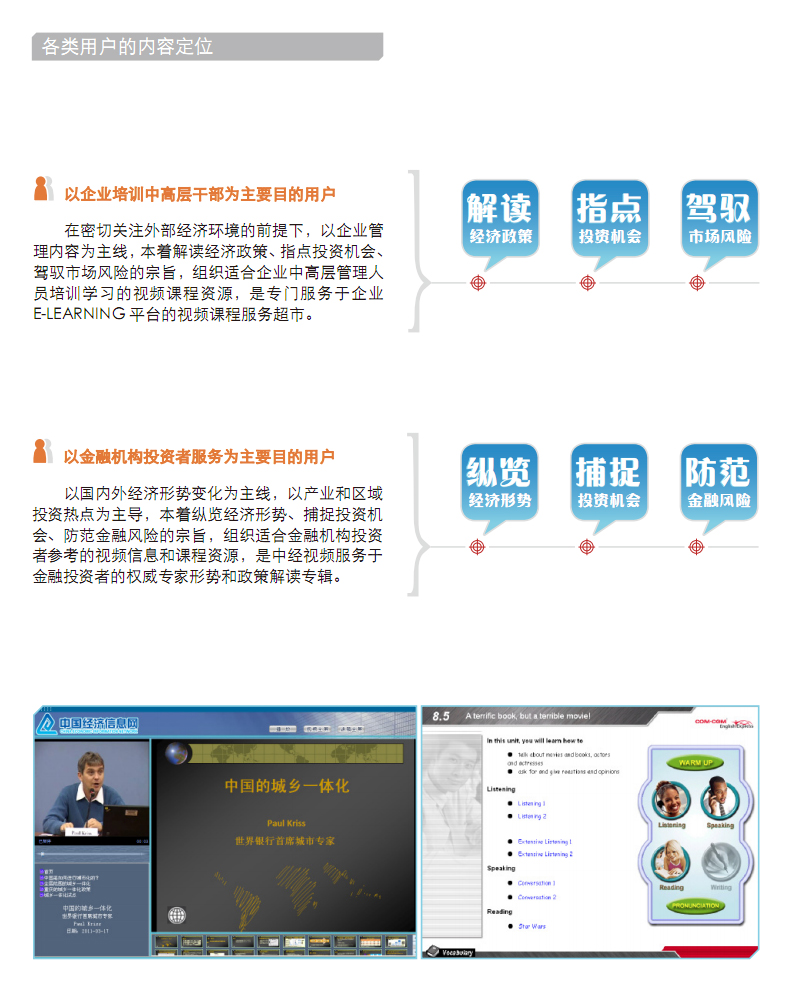 各类用户的内容定位
以企业培训中高层干部为主要目的用户
在密切关注外部经济环境的前提下，以企业管
理内容为主线，本着解读经济政策、指点投资机会、
驾驭市场风险的宗旨，组织适合企业中高层管理人
员培训学习的视频课程资源，是专门服务于企业
E-LEARNING 平台的视频课程服务超市。
解读
经济政策
指点
投资机会
驾驭
市场风险
以金融机构投资者服务为主要目的用户
以国内外经济形势变化为主线，以产业和区域
投资热点为主导，本着纵览经济形势、捕捉投资机
会、防范金融风险的宗旨，组织适合金融机构投资
者参考的视频信息和课程资源，是中经视频服务于
金融投资者的权威专家形势和政策解读专辑。
纵览
经济形势
捕捉
投资机会
防范
金融风险
中国经济信息网
Paul Kriss
首页
中国的城乡一体化
世界银行首席城市专家
Paul Kriss
中国的城乡一体化
Paul Kriss
世界银行首席城市专家
8.5 A terrific book, but a terrible movie!
COM-COM
English Express
In this unit, you will learn how to
talk about movies and books, actors
and actresses
ask for and give reactions and opinions
Listening
Listening 1
Listening 2
Extensive Listening 1
Extensive Listening 2
Speaking
Conversation 1
Conversation 2
Reading
Star Wars
WARM UP
Listening
Speaking
Reading
Writing
PRONUNCIATION
Vocabulary